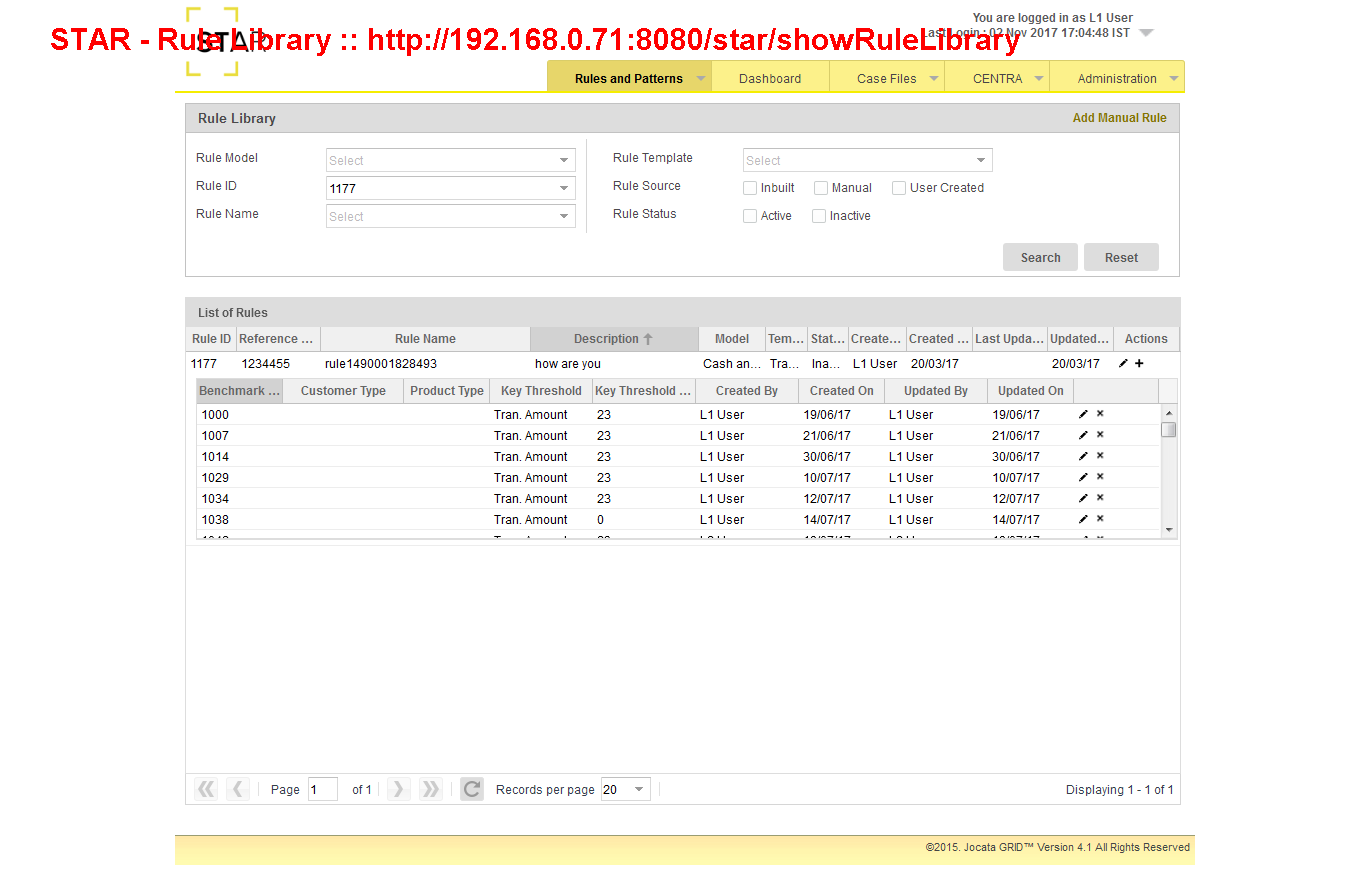 You are logged in as L1 User
STAR
STAR - Rule Library :: http://192.168.0.71:8080/star/showRuleLibrary
Last Login : 02 Nov 2017 17:04:48 IST
Rules and Patterns Dashboard Case Files CENTRA Administration
Rule Library Add Manual Rule
Rule Model Select Rule Template Select
Rule ID 1177 Rule Source Inbuilt Manual User Created
Rule Name Select Rule Status Active Inactive
Search Reset
List of Rules
Rule ID Reference ... Rule Name Description Model Tem... Stat... Create... Created ... Last Upda... Updated... Actions
1177 1234455 rule1490001828493 how are you Cash an... Tra... Ina... L1 User 20/03/17 20/03/17
Benchmark ... Customer Type Product Type Key Threshold Key Threshold ... Created By Created On Updated By Updated On
1000 Tran. Amount 23 L1 User 19/06/17 L1 User 19/06/17
1007 Tran. Amount 23 L1 User 21/06/17 L1 User 21/06/17
1014 Tran. Amount 23 L1 User 30/06/17 L1 User 30/06/17
1029 Tran. Amount 23 L1 User 10/07/17 L1 User 10/07/17
1034 Tran. Amount 23 L1 User 12/07/17 L1 User 12/07/17
1038 Tran. Amount 0 L1 User 14/07/17 L1 User 14/07/17
Page 1 of 1 Records per page 20 Displaying 1 - 1 of 1
©2015. Jocata GRID™ Version 4.1 All Rights Reserved